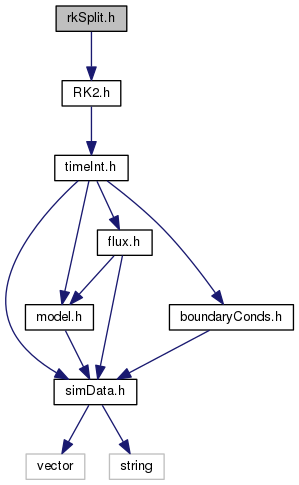 rkSplit.h
RK2.h
timeInt.h
flux.h
model.h
boundaryConds.h
simData.h
vector
string